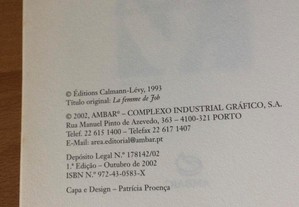 © Éditions Calmann-Lévy, 1993
Título original: La femme de Job
© 2002, AMBAR® – COMPLEXO INDUSTRIAL GRÁFICO, S.A.
Rua Manuel Pinto de Azevedo, 363 – 4100-321 PORTO
Telef. 22 615 1400 – Telefax 22 617 1407
E-Mail: area.editorial@ambar.pt
Depósito Legal N.º 178142/02
1.ª Edição – Outubro de 2002
ISBN N.º 972-43-0583-X
Capa e Design – Patrícia Proença